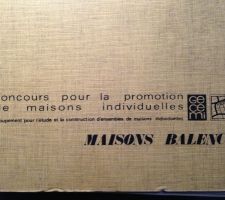 oncours pour la promotion
e maisons individuelles
oupement pour l'étude et la construction d'ensembles de maisons individuelles
MAISONS BALENC